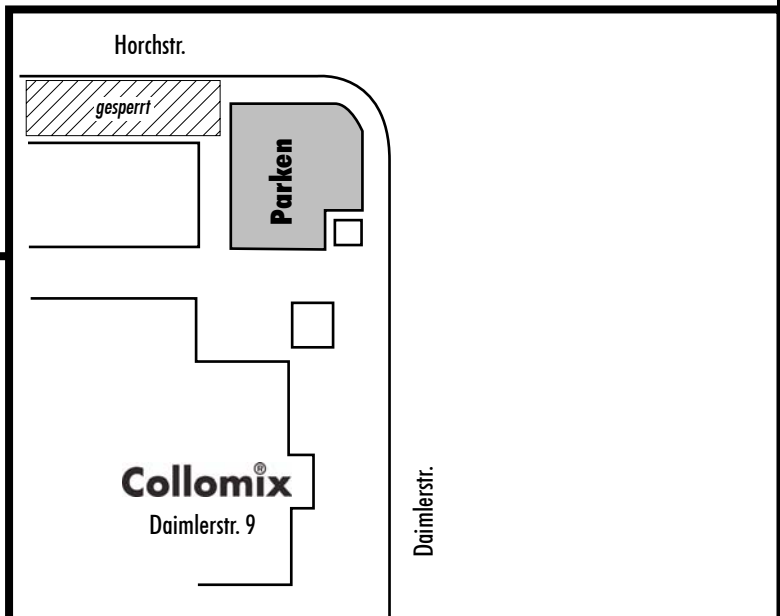 Horchstr.
gesperrt
Parken
Collomix®
Daimlerstr. 9
Daimlerstr.